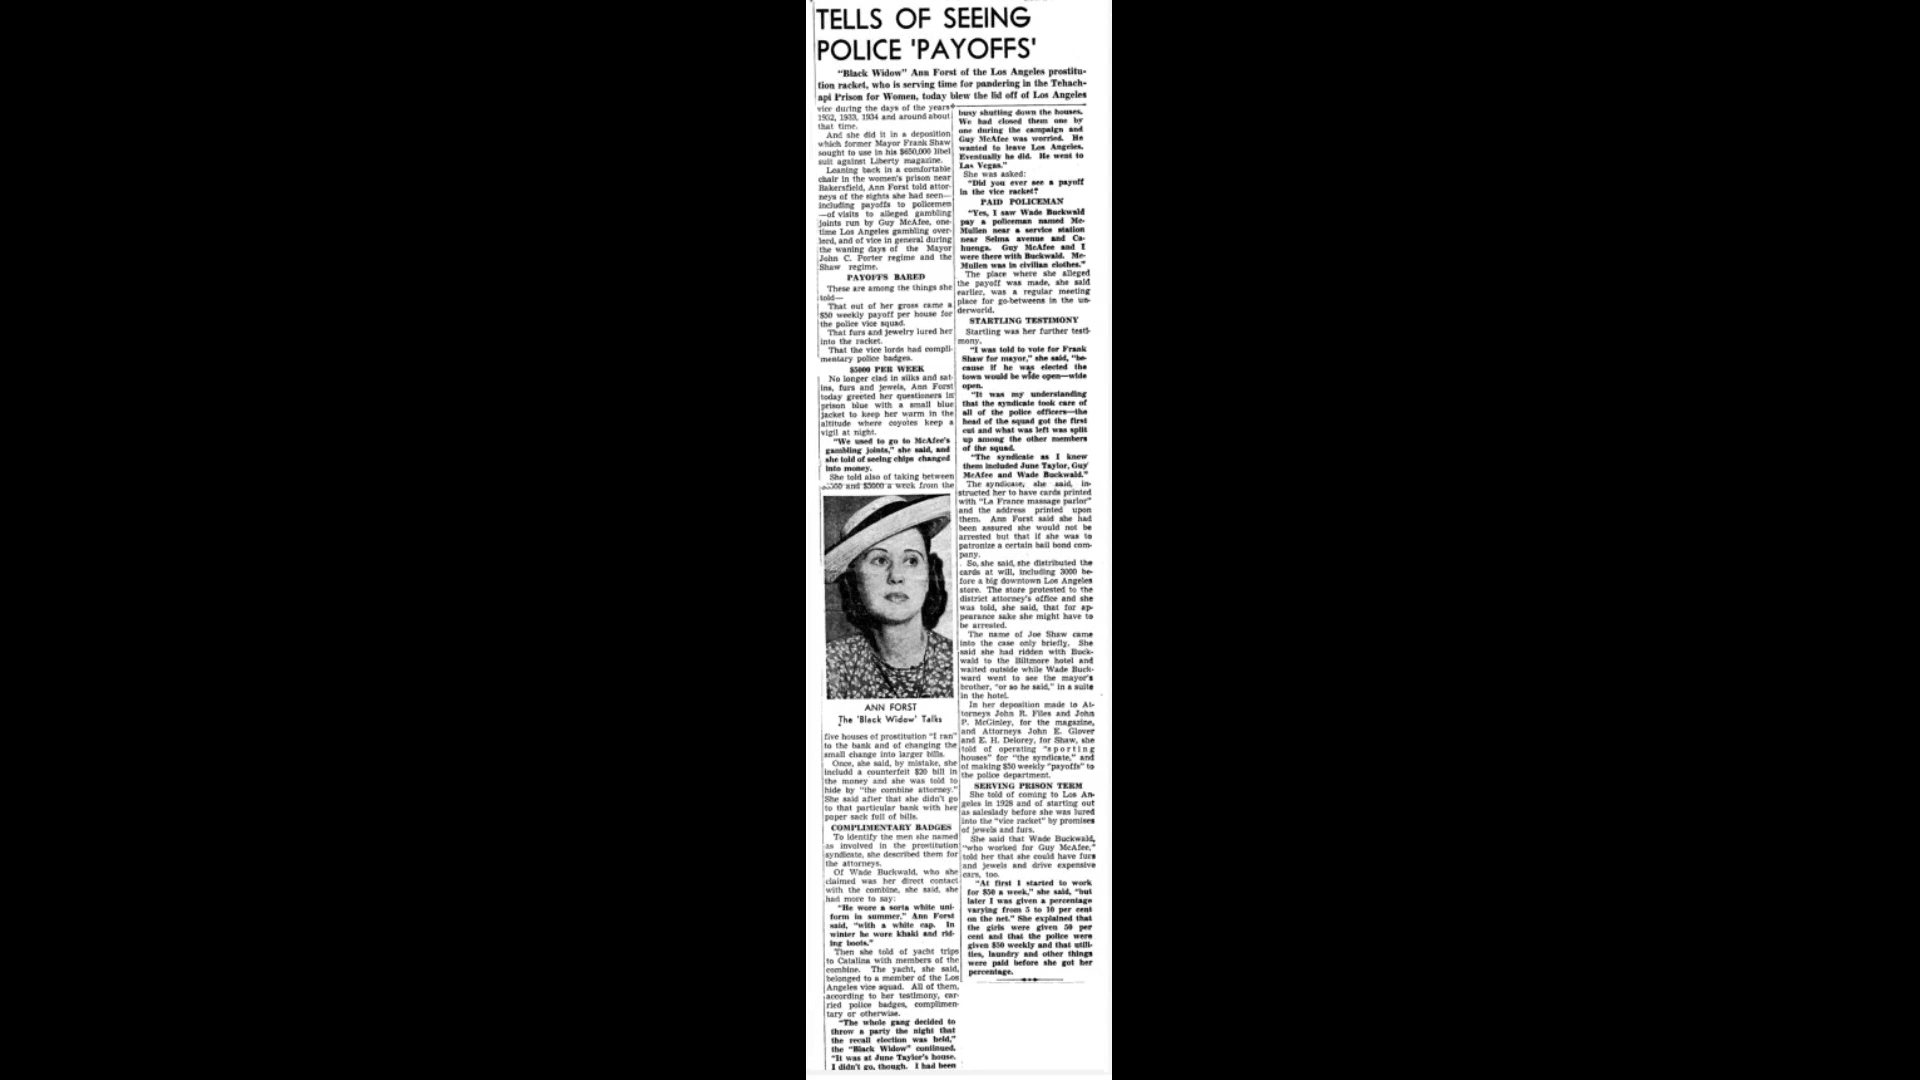 TELLS OF SEEING
POLICE 'PAYOFFS'
"Black Widow" Ann Forst of the Los Angeles prostitu-
tion racket, who is serving time for pandering in the Tehach-
api Prison for Women, today blew the lid off of Los Angeles
vice during the days of the years
1932, 1933, 1934 and around about
that time.
And she did it in a deposition
which former Mayor Frank Shaw
sought to use in his $650,000 libel
suit against Liberty magazine.
Leaning back in a comfortable
chair in the women's prison near
Bakersfield, Ann Forst told attor-
neys of the sights she had seen—
including payoffs to policemen
—of visits to alleged gambling
joints run by Guy McAfee, one-
time Los Angeles gambling over-
lord, and of vice in general during
the waning days of the Mayor
John C. Porter regime and the
Shaw regime.
PAYOFFS BARED
These are among the things she
told—
That out of her gross came a
$50 weekly payoff per house for
the police vice squad.
That furs and jewelry lured her
into the racket.
That the vice lords had compli-
mentary police badges.
$5000 PER WEEK
No longer clad in silks and sat-
ins, furs and jewels, Ann Forst
today greeted her questioners in
prison blue with a small blue
jacket to keep her warm in the
altitude where coyotes keep a
vigil at night.
"We used to go to McAfee's
gambling joints," she said, and
she told of seeing chips changed
into money.
She told also of taking between
and $5000 a week from the
ANN FORST
The 'Black Widow' Talks
five houses of prostitution "I ran"
to the bank and of changing the
small change into larger bills.
Once, she said, by mistake, she
includd a counterfeit $20 bill in
the money and she was told to
hide by "the combine attorney."
She said after that she didn't go
to that particular bank with her
paper sack full of bills.
COMPLIMENTARY BADGES
To identify the men she named
as involved in the prostitution
syndicate, she described them for
the attorneys.
Of Wade Buckwald, who she
claimed was her direct contact
with the combine, she said, she
had more to say:
"He wore a sorta white uni-
form in summer," Ann Forst
said, "with a white cap. In
winter he wore khaki and rid-
ing boots."
Then she told of yacht trips
to Catalina with members of the
combine. The yacht, she said,
belonged to a member of the Los
Angeles vice squad. All of them,
according to her testimony, car-
ried police badges, complimen-
tary or otherwise.
"The whole gang decided to
throw a party the night that
the recall election was held,"
the "Black Widow" continued.
"It was at June Taylor's house.
I didn't go, though. I had been
busy shutting down the houses.
We had closed them one by
one during the campaign and
Guy McAfee was worried. He
wanted to leave Los Angeles.
Eventually he did. He went to
Las Vegas."
She was asked:
"Did you ever see a payoff
in the vice racket?
PAID POLICEMAN
"Yes, I saw Wade Buckwald
pay a policeman named Mc-
Mullen near a service station
near Selma avenue and Ca-
huenga. Guy McAfee and I
were there with Buckwald. Mc-
Mullen was in civilian clothes."
The place where she alleged
the payoff was made, she said
earlier, was a regular meeting
place for go-betweens in the un-
derworld.
STARTLING TESTIMONY
Startling was her further testi-
mony.
"I was told to vote for Frank
Shaw for mayor," she said, "be-
cause if he was elected the
town would be wide open—wide
open.
"It was my understanding
that the syndicate took care of
all of the police officers—the
head of the squad got the first
cut and what was left was split
up among the other members
of the squad.
"The syndicate as I knew
them included June Taylor, Guy
McAfee and Wade Buckwald."
The syndicate, she said, in-
structed her to have cards printed
with "La France massage parlor"
and the address printed upon
them. Ann Forst said she had
been assured she would not be
arrested but that if she was to
patronize a certain bail bond com-
pany.
So, she said, she distributed the
cards at will, including 3000 be-
fore a big downtown Los Angeles
store. The store protested to the
district attorney's office and she
was told, she said, that for ap-
pearance sake she might have to
be arrested.
The name of Joe Shaw came
into the case only briefly. She
said she had ridden with Buck-
wald to the Biltmore hotel and
waited outside while Wade Buck-
ward went to see the mayor's
brother, "or so he said," in a suite
in the hotel.
In her deposition made to At-
torneys John R. Files and John
P. McGinley, for the magazine,
and Attorneys John E. Glover
and E. H. Delorey, for Shaw, she
told of operating "sporting
houses" for "the syndicate," and
of making $50 weekly "payoffs" to
the police department.
SERVING PRISON TERM
She told of coming to Los An-
geles in 1928 and of starting out
as saleslady before she was lured
into the "vice racket" by promises
of jewels and furs.
She said that Wade Buckwald,
"who worked for Guy McAfee,"
told her that she could have furs
and jewels and drive expensive
cars, too.
"At first I started to work
for $50 a week," she said, "but
later I was given a percentage
varying from 5 to 10 per cent
on the net." She explained that
the girls were given 50 per
cent and that the police were
given $50 weekly and that utili-
ties, laundry and other things
were paid before she got her
percentage.